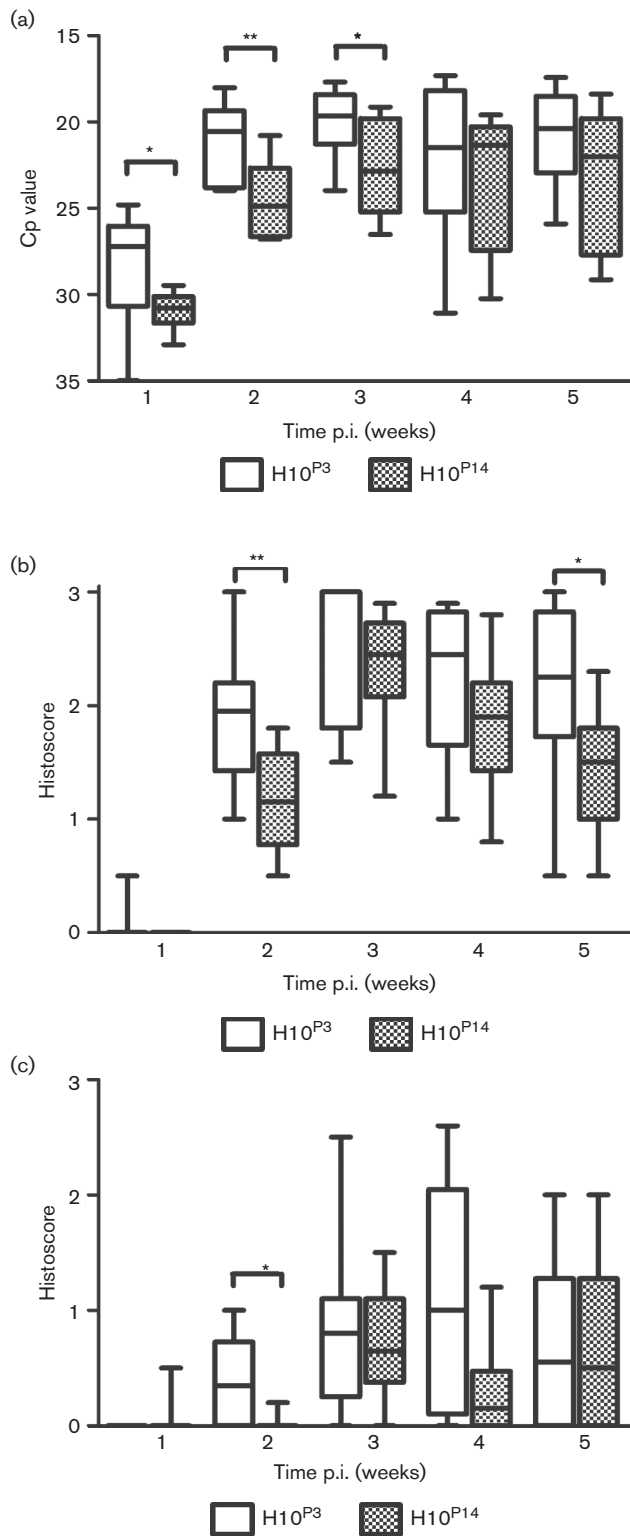 (a)
15
20
25
30
35
Cp value
*
**
*
1 2 3 4 5
Time p.i. (weeks)
H10P3 H10P14
(b)
3
2
1
0
Histoscore
**
*
1 2 3 4 5
Time p.i. (weeks)
H10P3 H10P14
(c)
3
2
1
0
Histoscore
*
1 2 3 4 5
Time p.i. (weeks)
H10P3 H10P14